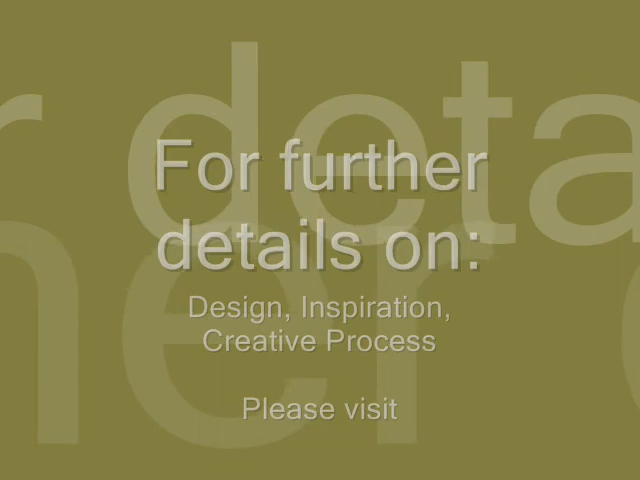 For further
details on:
Design, Inspiration,
Creative Process
Please visit